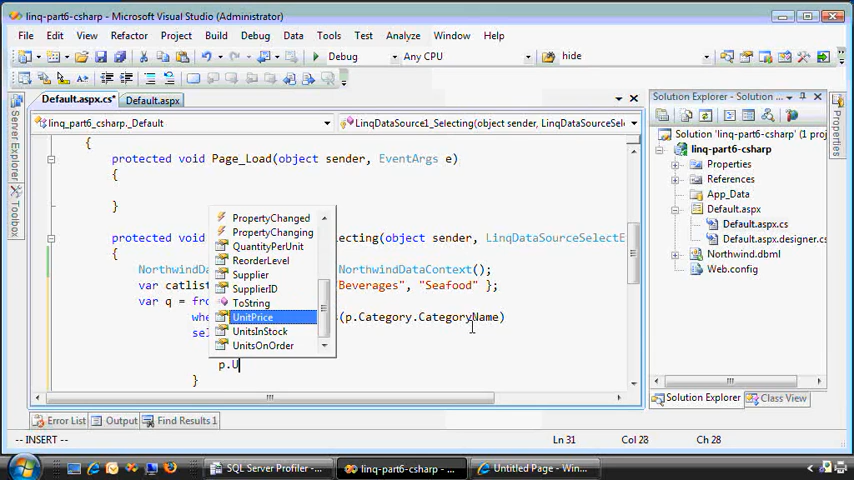 linq-part6-csharp - Microsoft Visual Studio (Administrator)
File Edit View Refactor Project Build Debug Data Tools Test Analyze Window Help
Debug Any CPU hide
Default.aspx.cs* Default.aspx
linq_part6_csharp._Default LinqDataSource1_Selecting(object sender, LinqDataSourceSele
{
protected void Page_Load(object sender, EventArgs e)
{
}
protected void lecting(object sender, LinqDataSourceSelectE
{
NorthwindDa NorthwindDataContext();
var catlis "Beverages", "Seafood" };
var q = fro
whe s(p.Category.CategoryName)
sel
p.U
}
PropertyChanged
PropertyChanging
QuantityPerUnit
ReorderLevel
Supplier
SupplierID
ToString
UnitPrice
UnitsInStock
UnitsOnOrder
Server Explorer
Toolbox
Properties
Solution Explorer - Solution ...
Solution 'linq-part6-csharp' (1 proj
linq-part6-csharp
Properties
References
App_Data
Default.aspx
Default.aspx.cs
Default.aspx.designer.cs
Northwind.dbml
Web.config
Solution Explorer Class View
Error List Output Find Results 1
-- INSERT -- Ln 31 Col 28 Ch 28
SQL Server Profiler - ... linq-part6-csharp - ... Untitled Page - Win...